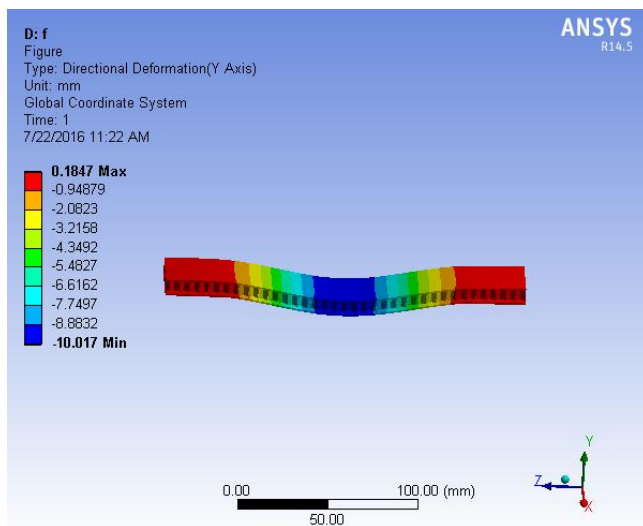 D: f
Figure
Type: Directional Deformation(Y Axis)
Unit: mm
Global Coordinate System
Time: 1
7/22/2016 11:22 AM
ANSYS
R14.5
0.1847 Max
-0.94879
-2.0823
-3.2158
-4.3492
-5.4827
-6.6162
-7.7497
-8.8832
-10.017 Min
0.00
100.00 (mm)
50.00
Y
Z
X